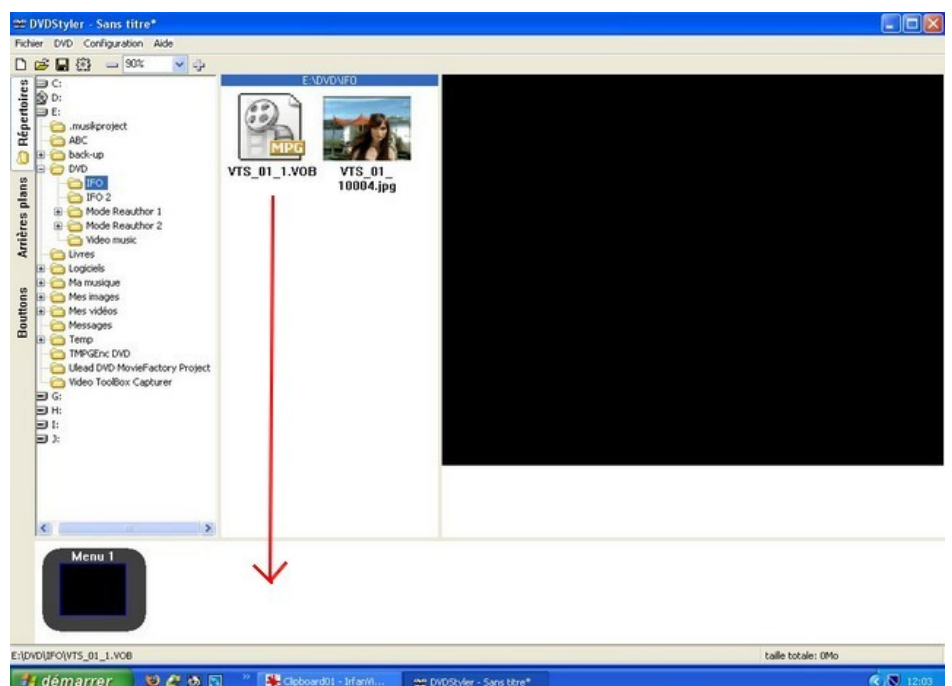 DVDStyler - Sans titre*
Fichier DVD Configuration Aide
90%
Répertoires
Arrières plans
Bouttons
C:
D:
E:
.musikproject
ABC
back-up
DVD
IFO
IFO 2
Mode Reauthor 1
Mode Reauthor 2
Video music
Livres
Logiciels
Ma musique
Mes images
Mes vidéos
Messages
Temp
TMPGEnc DVD
Ulead DVD MovieFactory Project
Video ToolBox Capturer
G:
H:
I:
J:
E:\DVD\IFO
MPG
VTS_01_1.VOB
VTS_01_
10004.jpg
Menu 1
E:\DVD\IFO\VTS_01_1.VOB
taille totale: 0Mo
démarrer
Clipboard01 - IrfanVi...
DVDStyler - Sans titre*
12:03